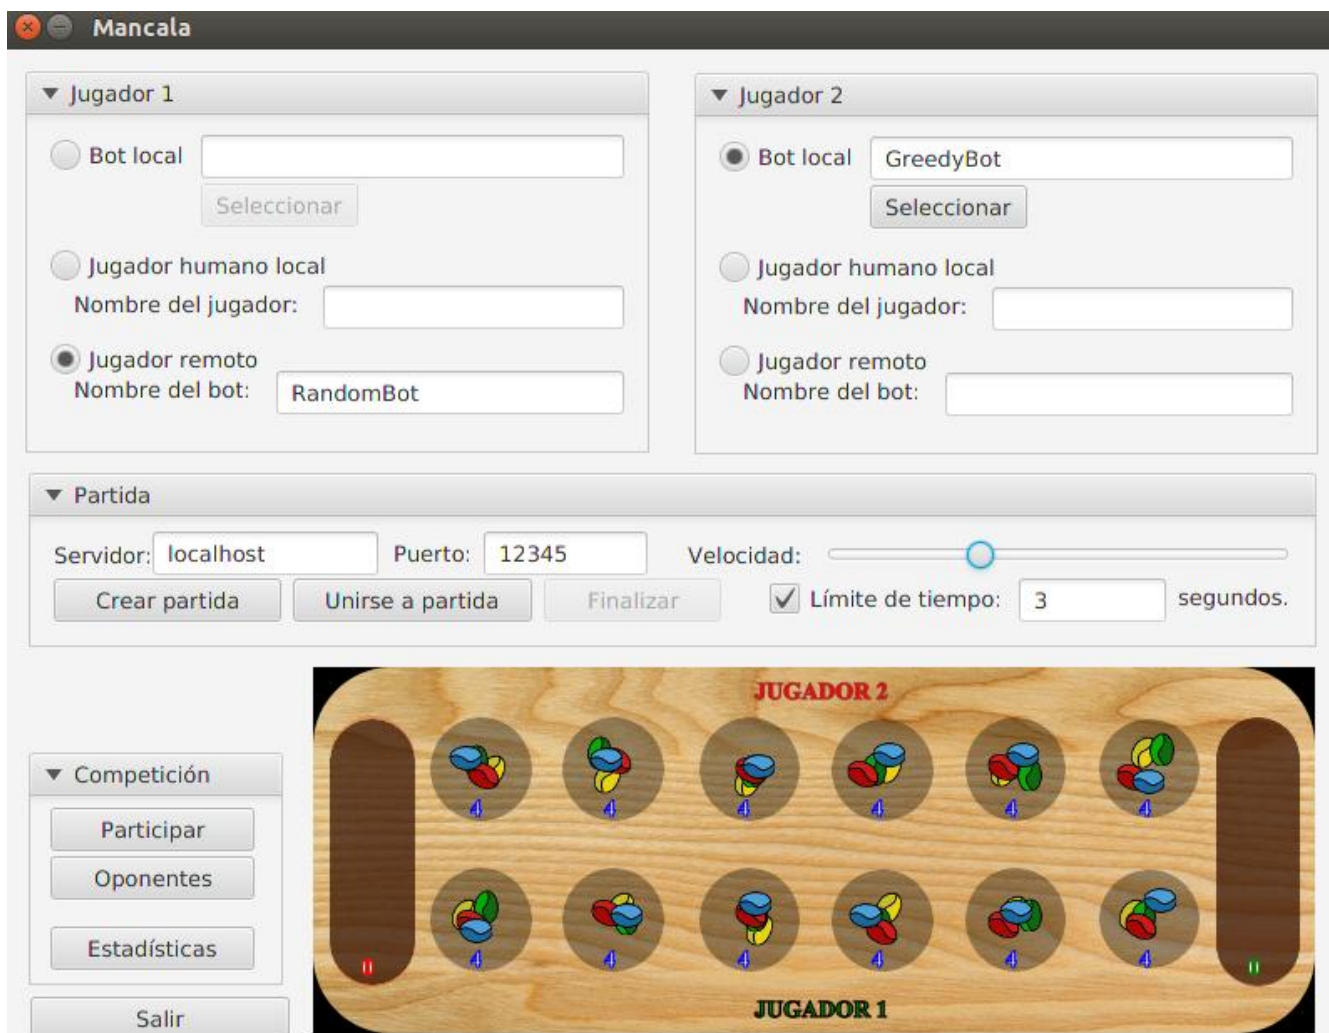 Mancala
Jugador 1
Bot local
Seleccionar
Jugador humano local
Nombre del jugador:
Jugador remoto
Nombre del bot: RandomBot
Jugador 2
Bot local GreedyBot
Seleccionar
Jugador humano local
Nombre del jugador:
Jugador remoto
Nombre del bot:
Partida
Servidor: localhost Puerto: 12345 Velocidad:
Crear partida Unirse a partida Finalizar Límite de tiempo: 3 segundos.
Competición
Participar
Oponentes
Estadísticas
Salir
JUGADOR 2
4 4 4 4 4 4
4 4 4 4 4 4
0 0
JUGADOR 1